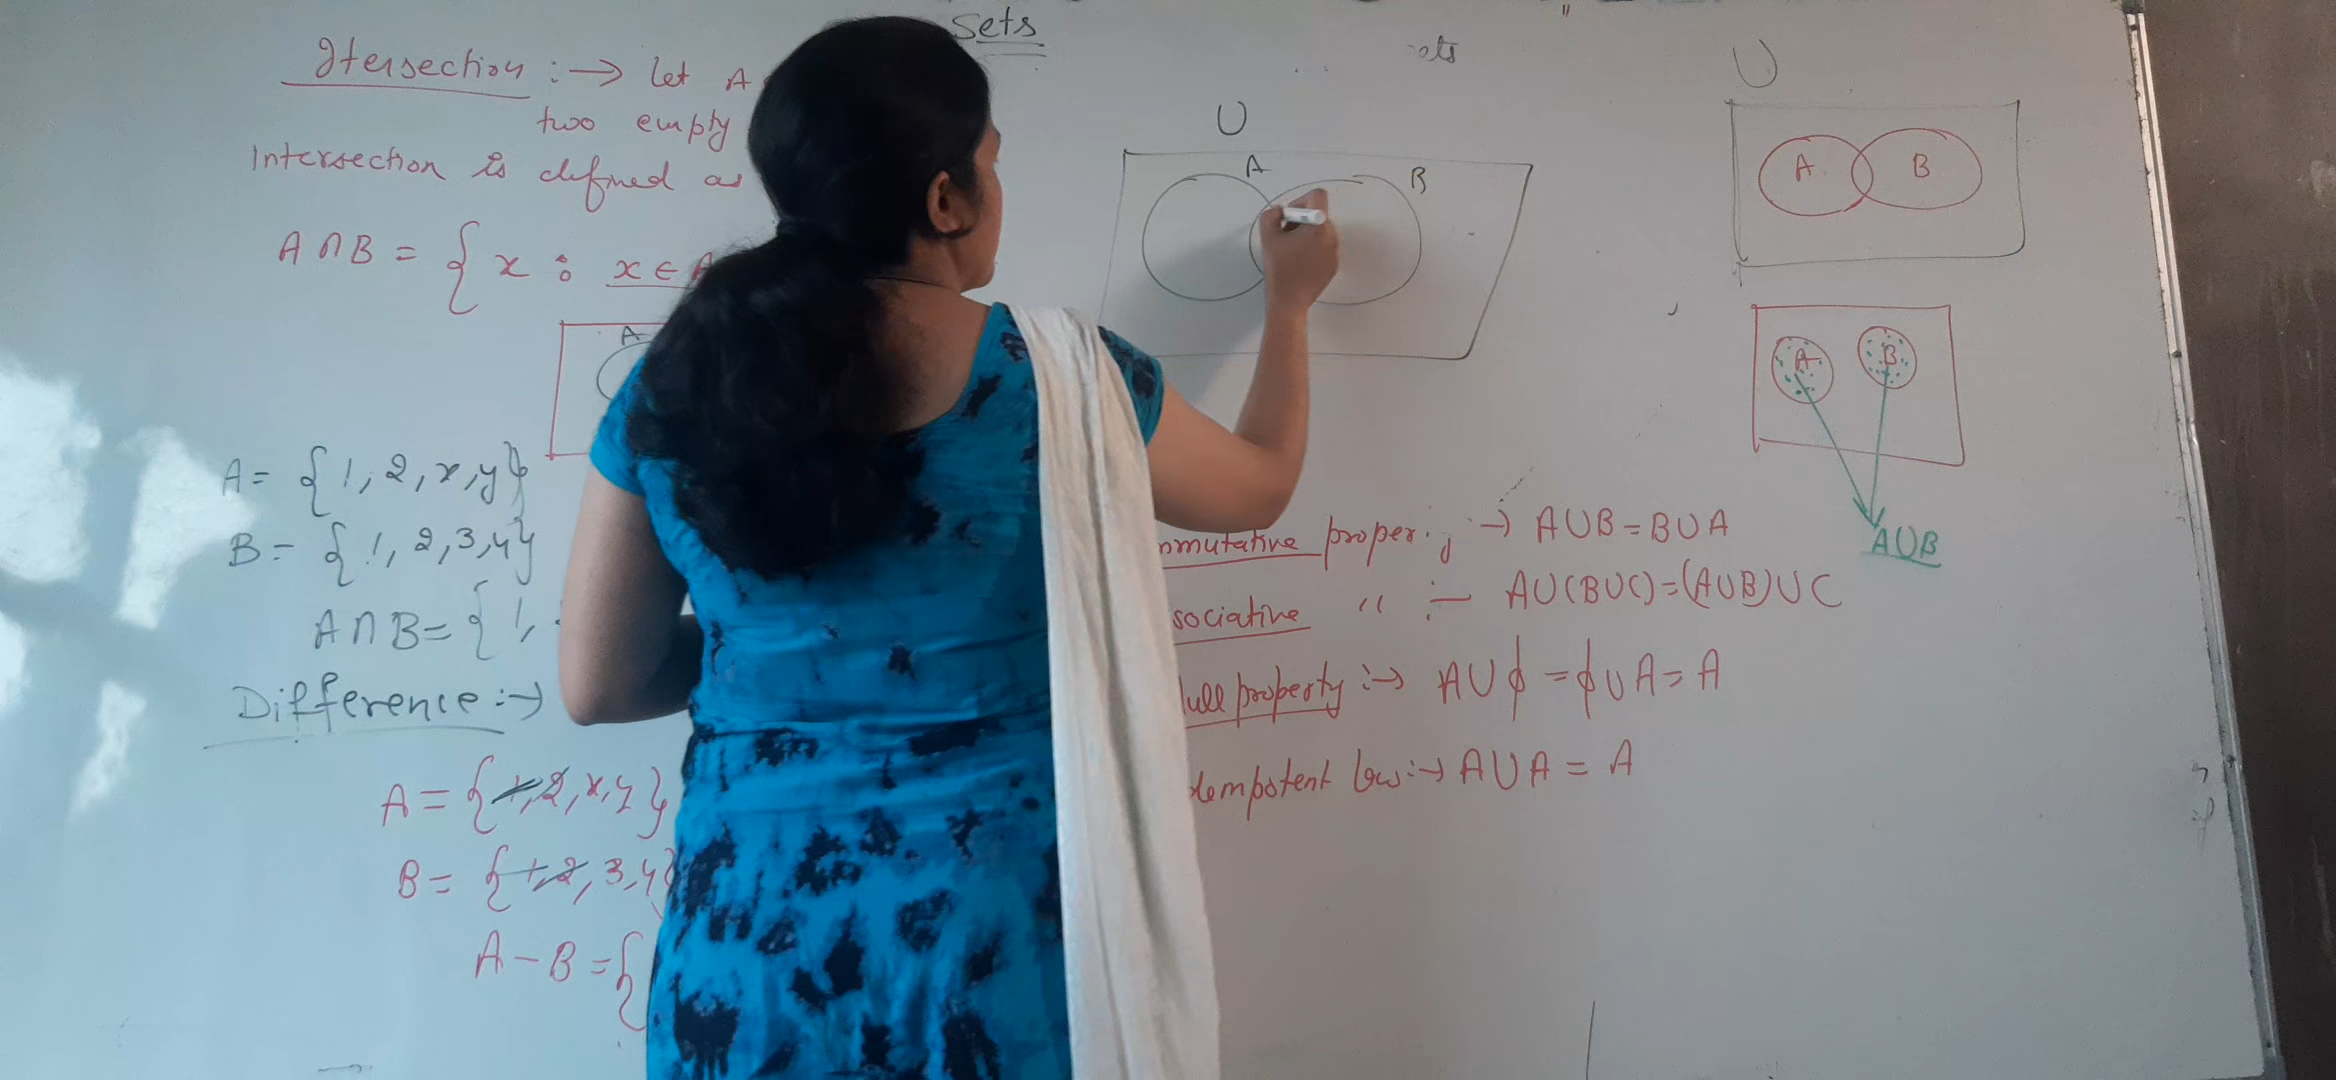 Sets
Itersection :→ let A
two empty
Intersection is defined as
A∩B = { x : x ∈ A
A
A = {1, 2, x, y}
B = {1, 2, 3, 4}
A∩B = {1,
Difference :→
A = {1, 2, x, y}
B = {1, 2, 3, 4}
A - B = {
U
A B
U
A B
A B
A∪B
mmutative proper :→ A∪B = B∪A
sociative " :- A∪(B∪C) = (A∪B)∪C
ull property :→ A∪ϕ = ϕ∪A = A
dempotent law :→ A∪A = A